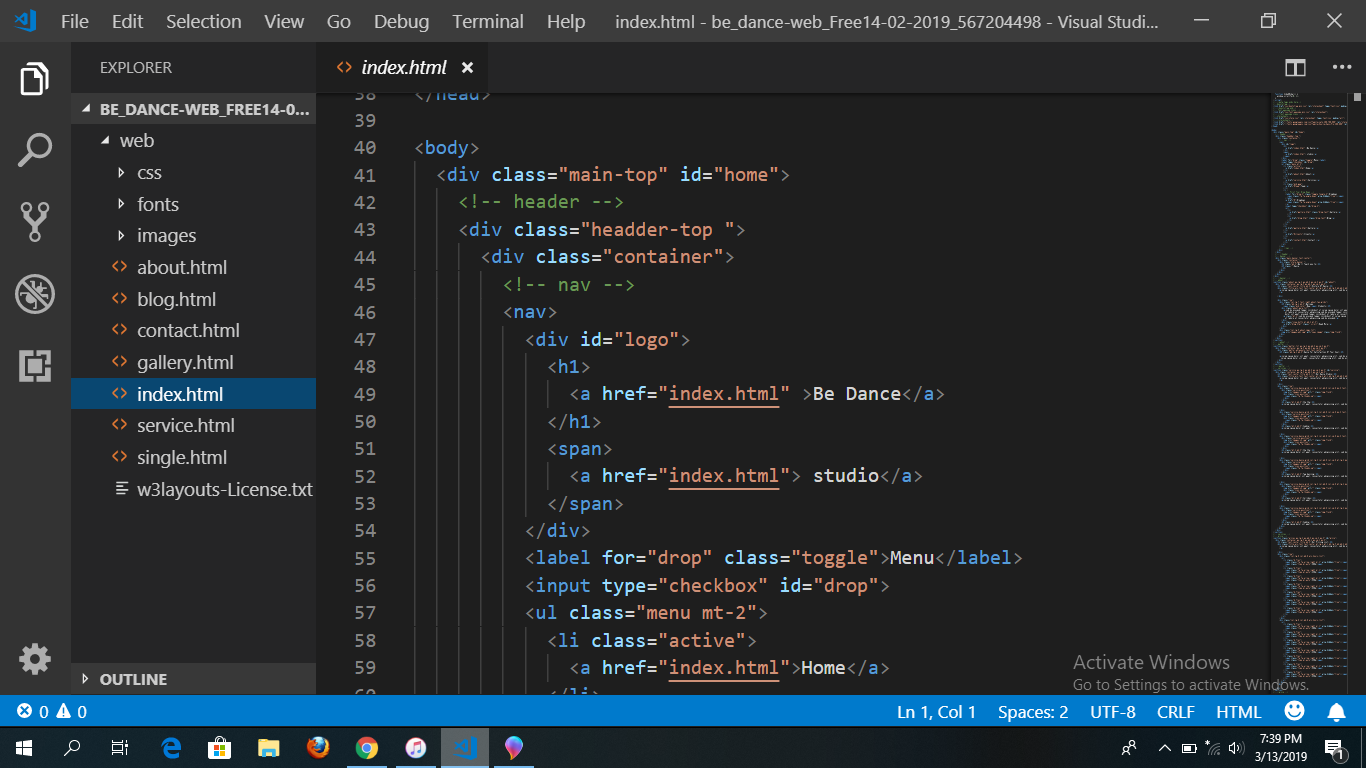 File Edit Selection View Go Debug Terminal Help index.html - be_dance-web_Free14-02-2019_567204498 - Visual Studi...
EXPLORER
BE_DANCE-WEB_FREE14-0...
web
css
fonts
images
about.html
blog.html
contact.html
gallery.html
index.html
service.html
single.html
w3layouts-License.txt
OUTLINE
index.html
38 </head>
39
40 <body>
41 <div class="main-top" id="home">
42 <!-- header -->
43 <div class="headder-top ">
44 <div class="container">
45 <!-- nav -->
46 <nav>
47 <div id="logo">
48 <h1>
49 <a href="index.html" >Be Dance</a>
50 </h1>
51 <span>
52 <a href="index.html"> studio</a>
53 </span>
54 </div>
55 <label for="drop" class="toggle">Menu</label>
56 <input type="checkbox" id="drop">
57 <ul class="menu mt-2">
58 <li class="active">
59 <a href="index.html">Home</a>
60 </li>
Activate Windows
Go to Settings to activate Windows.
0 0 Ln 1, Col 1 Spaces: 2 UTF-8 CRLF HTML
7:39 PM
3/13/2019
1